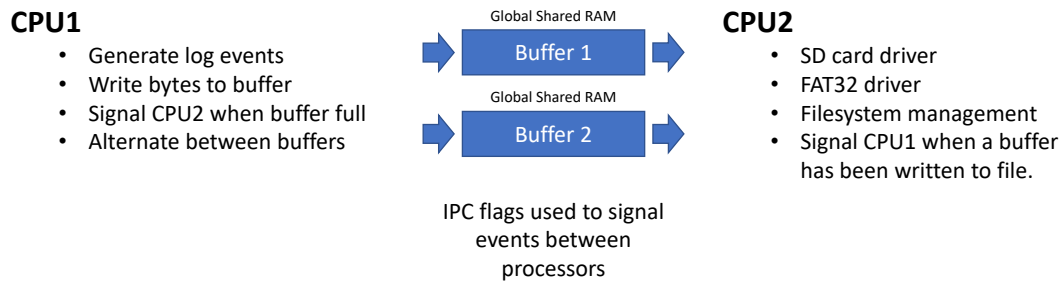 CPU1
• Generate log events
• Write bytes to buffer
• Signal CPU2 when buffer full
• Alternate between buffers
Global Shared RAM
Buffer 1
Global Shared RAM
Buffer 2
IPC flags used to signal
events between
processors
CPU2
• SD card driver
• FAT32 driver
• Filesystem management
• Signal CPU1 when a buffer
has been written to file.